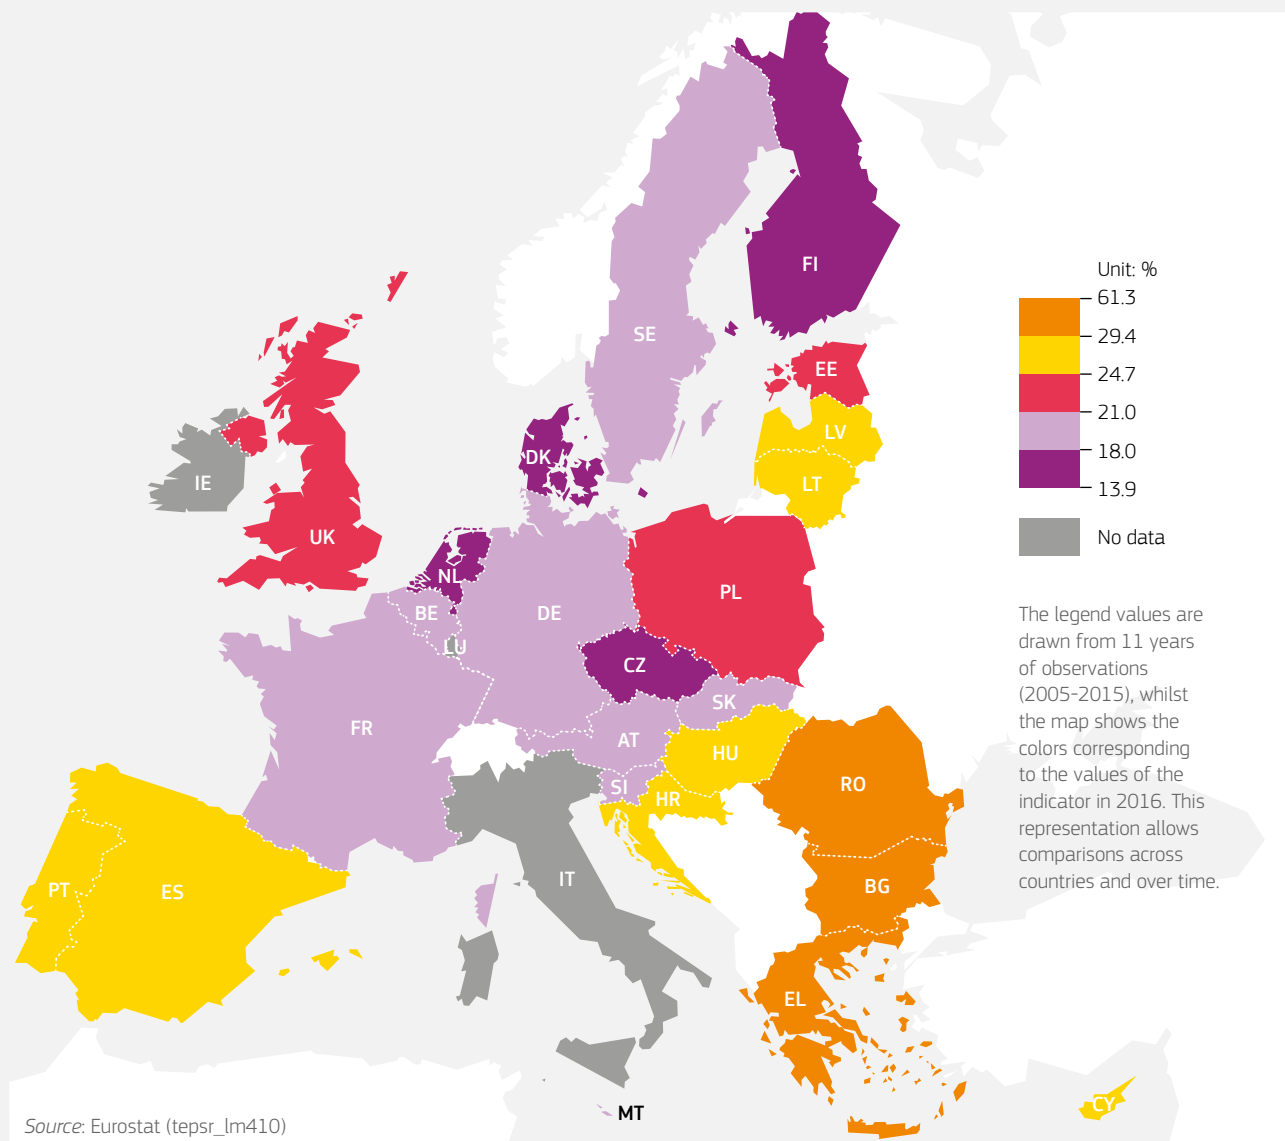 FI
Unit: %
61.3
SE
29.4
EE
24.7
21.0
LV
DK
18.0
IE
LT
13.9
UK
No data
NL
PL
BE
DE
The legend values are
drawn from 11 years
of observations
(2005-2015), whilst
the map shows the
colors corresponding
to the values of the
indicator in 2016. This
representation allows
comparisons across
countries and over time.
LU
CZ
SK
FR
AT
HU
SI
HR
RO
PT
ES
IT
BG
EL
CY
MT
Source: Eurostat (tepsr_lm410)